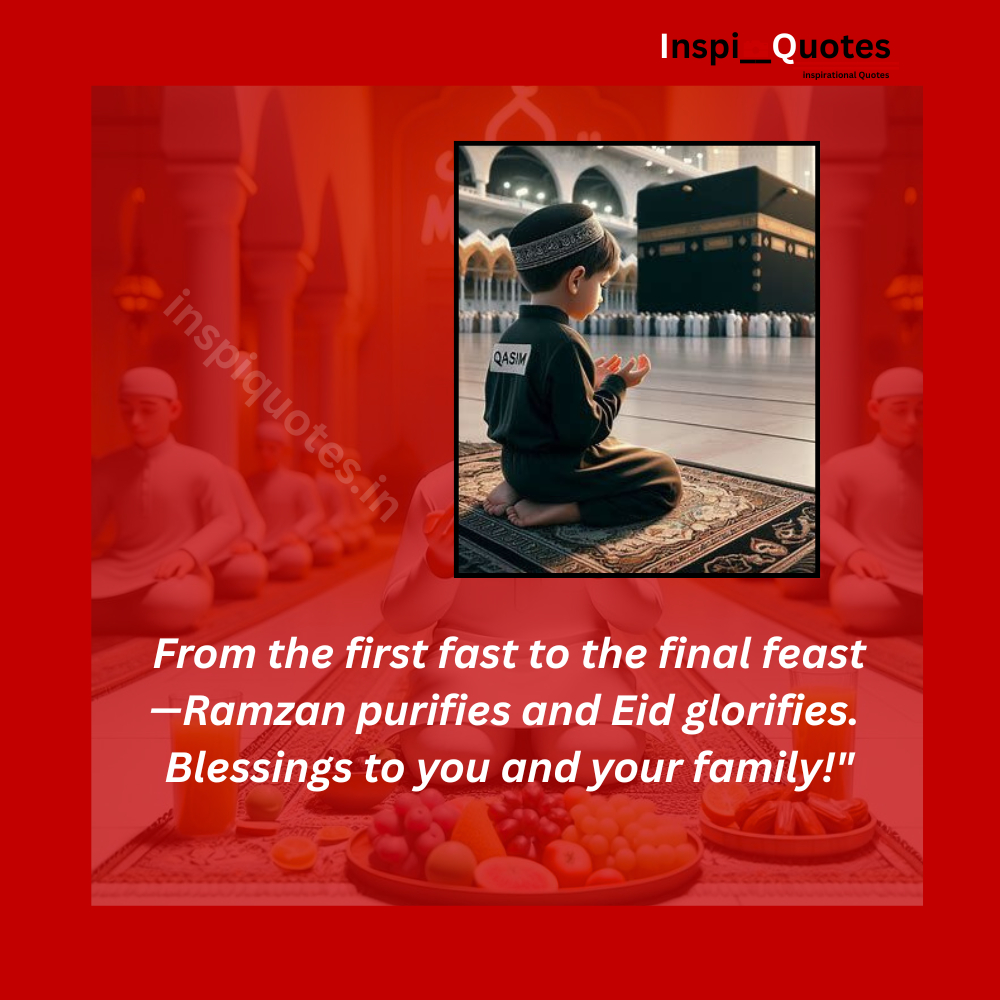 Inspi__Quotes
inspirational Quotes
QASIM
inspiquotes.in
From the first fast to the final feast
—Ramzan purifies and Eid glorifies.
Blessings to you and your family!"